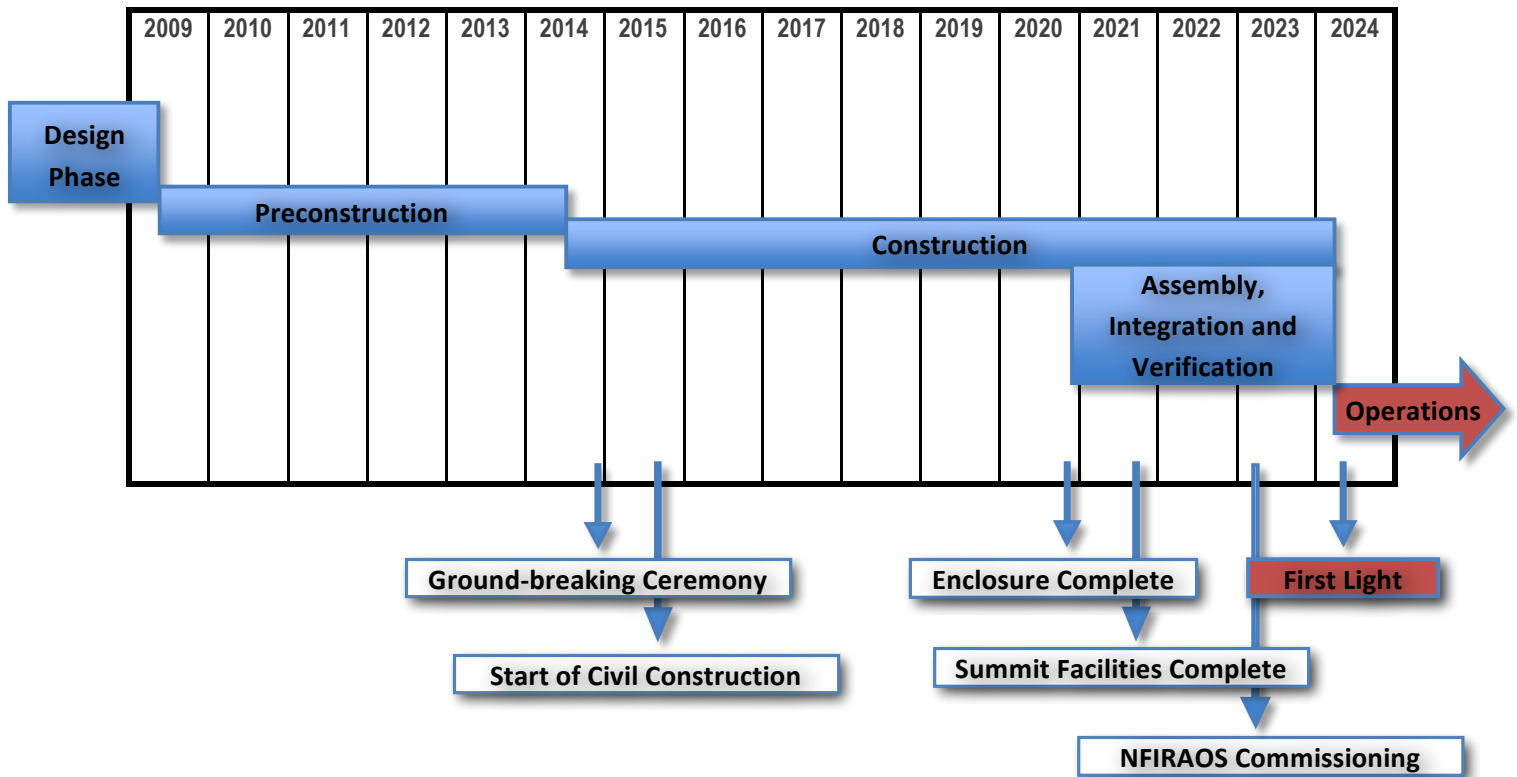 2009 2010 2011 2012 2013 2014 2015 2016 2017 2018 2019 2020 2021 2022 2023 2024
Design
Phase
Preconstruction
Construction
Assembly,
Integration and
Verification
Operations
Ground-breaking Ceremony
Enclosure Complete
First Light
Start of Civil Construction
Summit Facilities Complete
NFIRAOS Commissioning